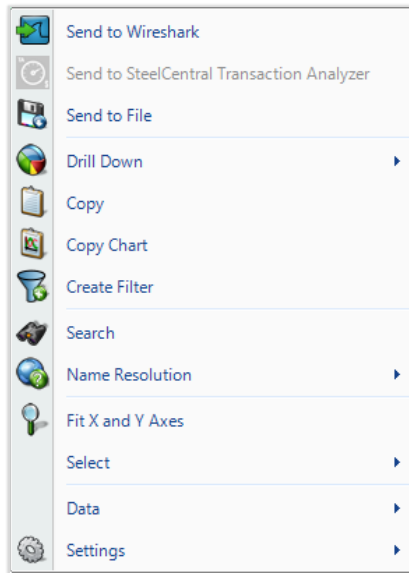 Send to Wireshark
Send to SteelCentral Transaction Analyzer
Send to File
Drill Down
Copy
Copy Chart
Create Filter
Search
Name Resolution
Fit X and Y Axes
Select
Data
Settings